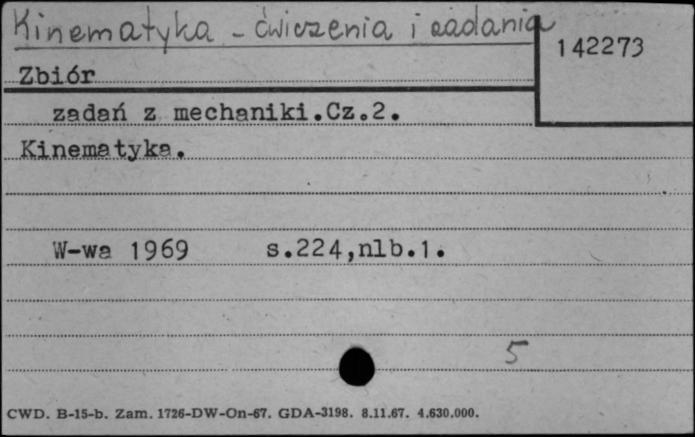 Kinematyka - ćwiczenia i zadania
142273
Zbiór
zadań z mechaniki.Cz.2.
Kinematyka.
W-wa 1969 s.224,nlb.1.
5
CWD. B-15-b. Zam. 1726-DW-On-67. GDA-3198. 8.11.67. 4.630.000.